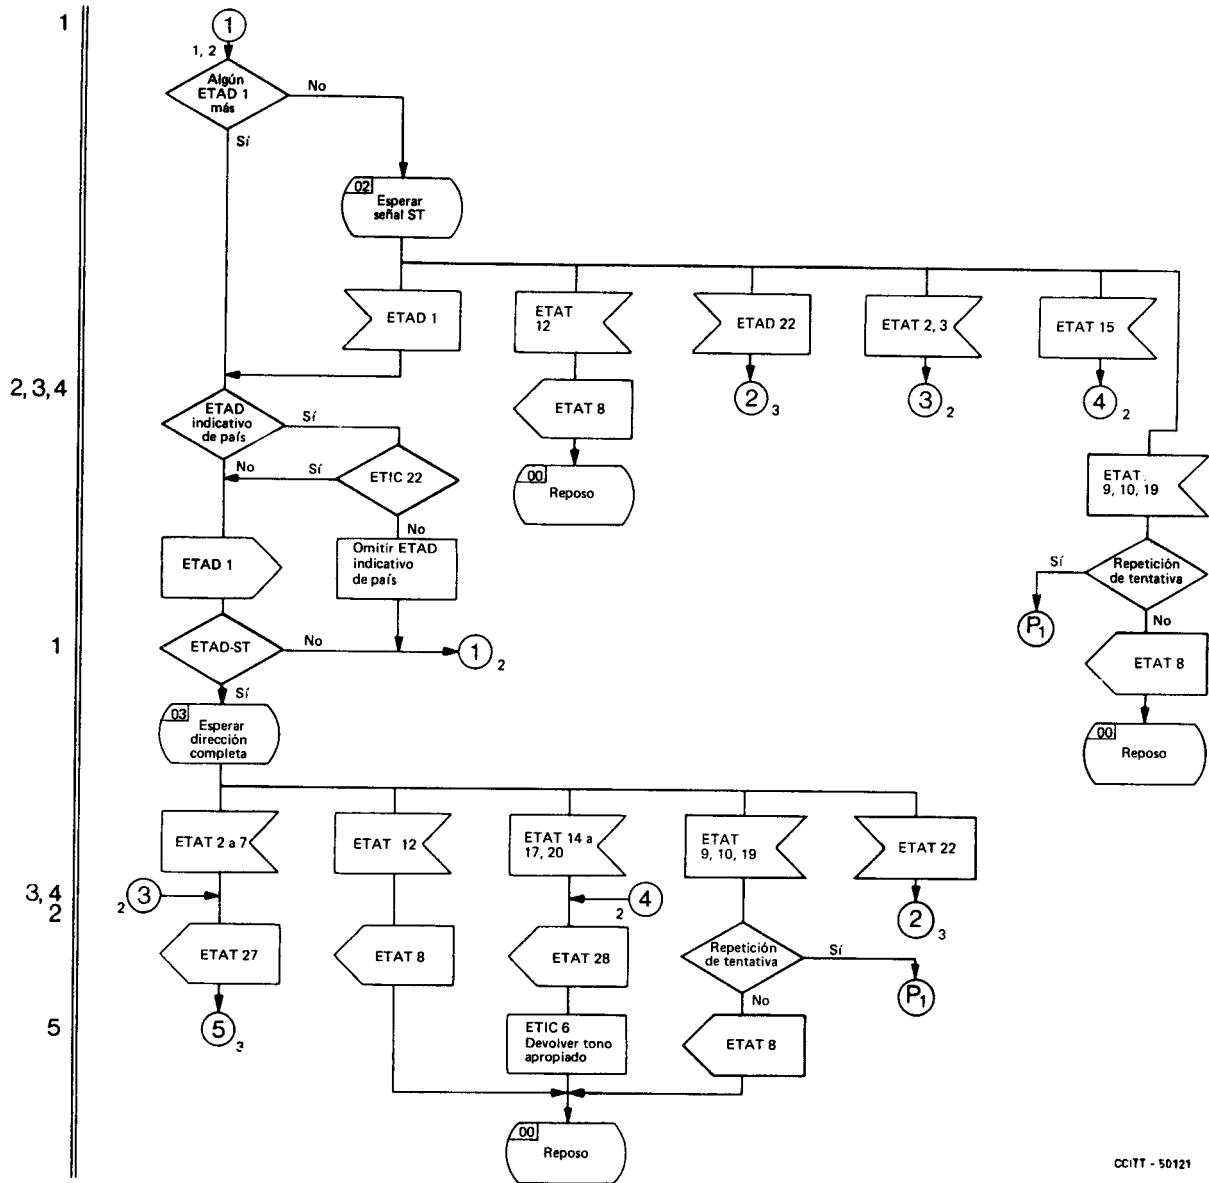 1
1
1, 2
Algún
ETAD 1
más
No
Sí
02
Esperar
señal ST
ETAD 1
ETAT
12
ETAD 22
ETAT 2, 3
ETAT 15
2, 3, 4
ETAT 8
2
3
3
2
4
2
ETAD
indicativo
de país
Sí
No
Sí
ETIC 22
00
Reposo
ETAT
9, 10, 19
No
ETAD 1
Omitir ETAD
indicativo
de país
Sí
Repetición
de tentativa
P1
No
1
ETAD-ST
No
1
2
ETAT 8
Sí
03
Esperar
dirección
completa
00
Reposo
ETAT 2 a 7
ETAT 12
ETAT 14 a
17, 20
ETAT
9, 10, 19
ETAT 22
3, 4
2
2
3
2
4
2
3
ETAT 27
ETAT 8
ETAT 28
Repetición
de tentativa
Sí
P1
No
5
5
3
ETIC 6
Devolver tono
apropiado
ETAT 8
00
Reposo
CCITT - 50121